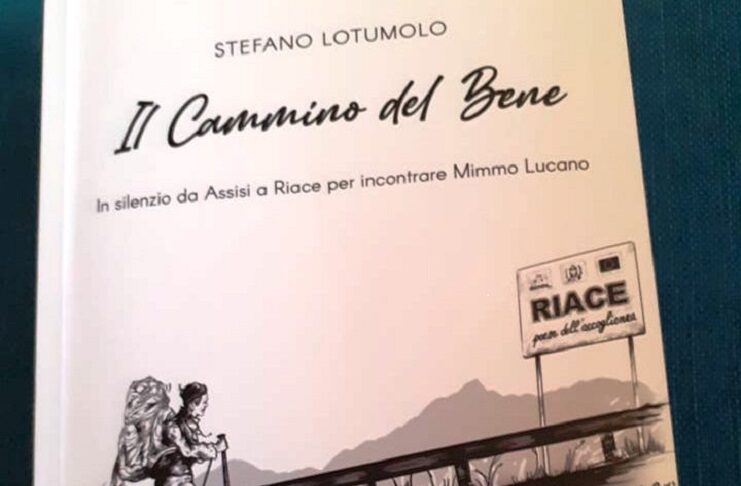 STEFANO LOTUMOLO
Il Cammino del Bene
In silenzio da Assisi a Riace per incontrare Mimmo Lucano
RIACE
paese dell'accoglienza